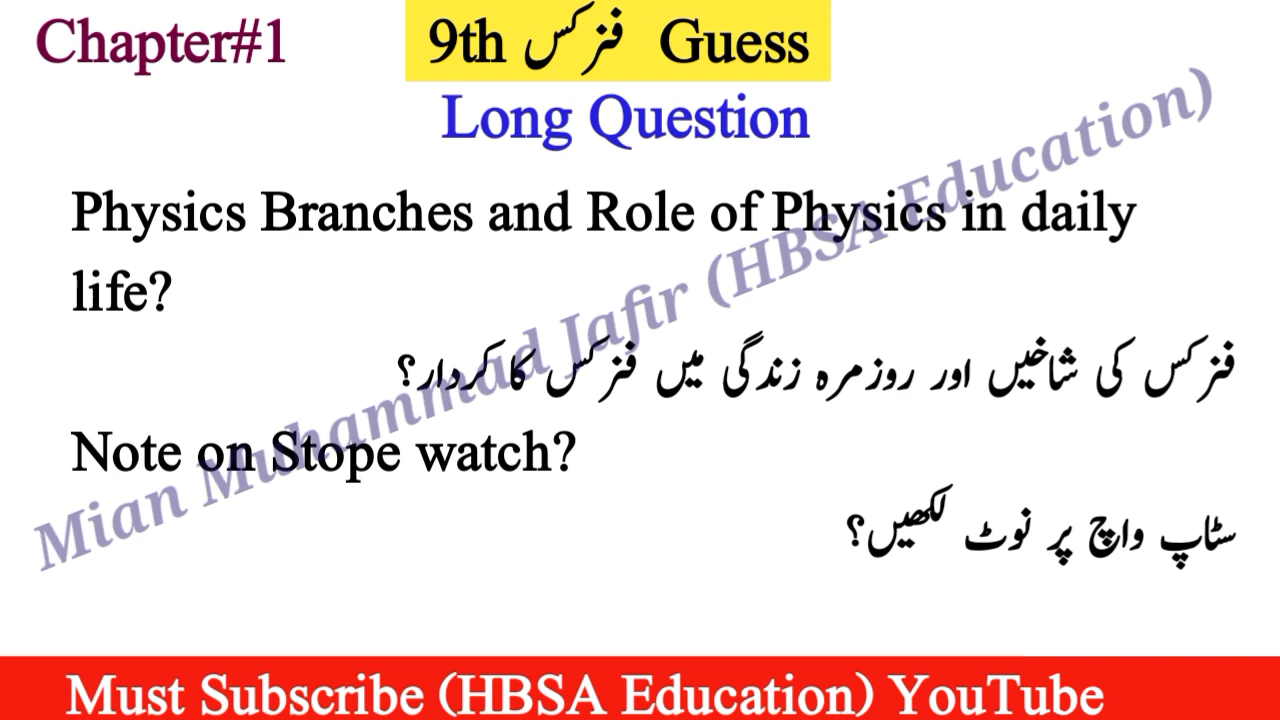 Chapter#1
9th فزکس Guess
Long Question
Physics Branches and Role of Physics in daily
life?
فزکس کی شاخیں اور روزمرہ زندگی میں فزکس کا کردار؟
Note on Stope watch?
سٹاپ واچ پر نوٹ لکھیں؟
Mian Muhammad Jafir (HBSA Education)
Must Subscribe (HBSA Education) YouTube